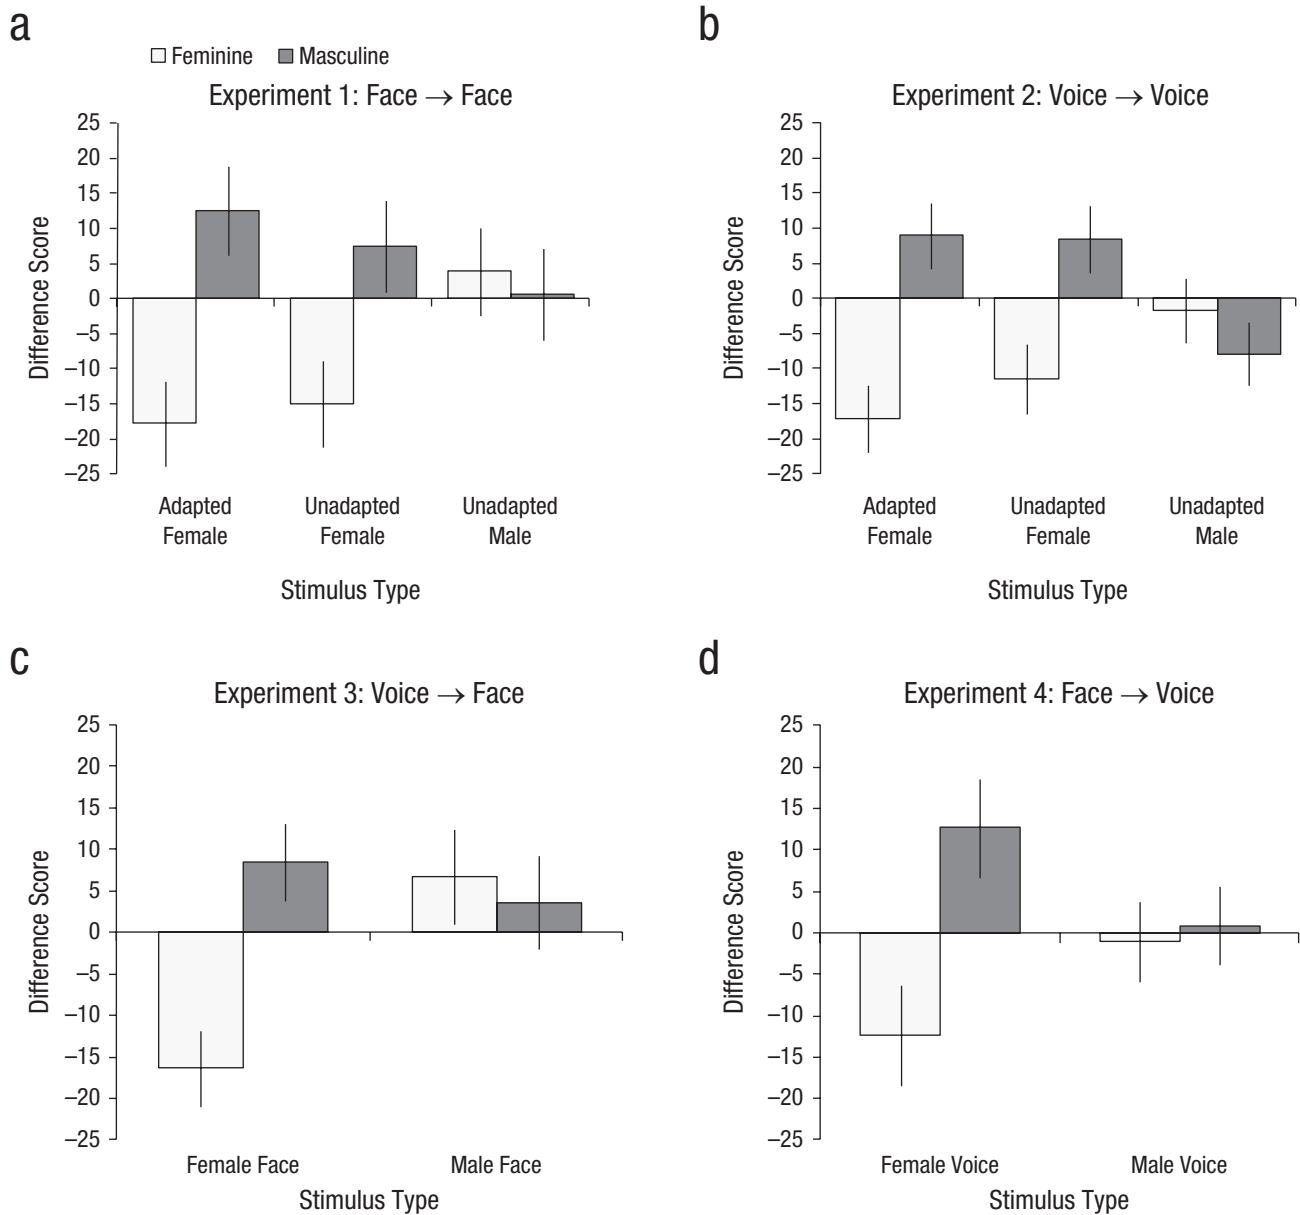 a
Feminine Masculine
Experiment 1: Face → Face
25
20
15
10
5
0
–5
–10
–15
–20
–25
Difference Score
Adapted Female
Unadapted Female
Unadapted Male
Stimulus Type
b
Experiment 2: Voice → Voice
25
20
15
10
5
0
–5
–10
–15
–20
–25
Difference Score
Adapted Female
Unadapted Female
Unadapted Male
Stimulus Type
c
Experiment 3: Voice → Face
25
20
15
10
5
0
–5
–10
–15
–20
–25
Difference Score
Female Face
Male Face
Stimulus Type
d
Experiment 4: Face → Voice
25
20
15
10
5
0
–5
–10
–15
–20
–25
Difference Score
Female Voice
Male Voice
Stimulus Type